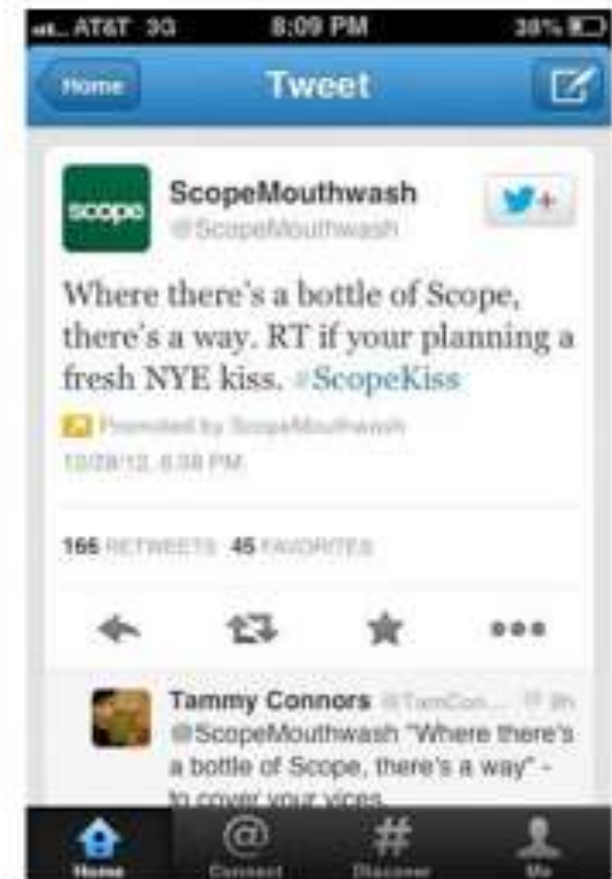 AT&T 3G 8:09 PM 38%
Home Tweet
scope
ScopeMouthwash
@ScopeMouthwash
Where there's a bottle of Scope,
there's a way. RT if your planning a
fresh NYE kiss. #ScopeKiss
Promoted by ScopeMouthwash
PM
166 RETWEETS 45 FAVORITES
Tammy Connors @TamCon...
@ScopeMouthwash "Where there's
a bottle of Scope, there's a way" -
to cover your vices
Home Connect Discover Me